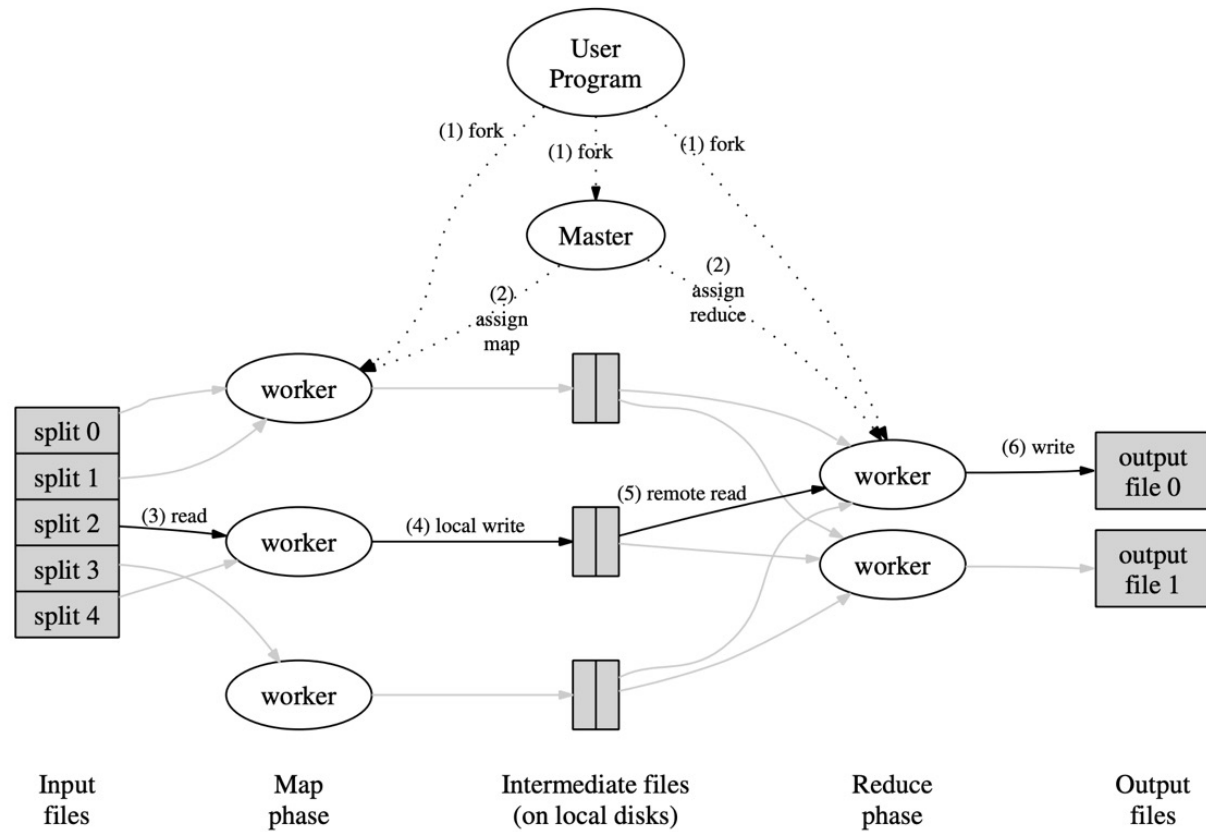 User
Program
(1) fork
(1) fork
(1) fork
Master
(2)
assign
map
(2)
assign
reduce
worker
split 0
split 1
split 2
split 3
split 4
(3) read
worker
(4) local write
(5) remote read
worker
(6) write
output
file 0
worker
output
file 1
worker
Input
files
Map
phase
Intermediate files
(on local disks)
Reduce
phase
Output
files